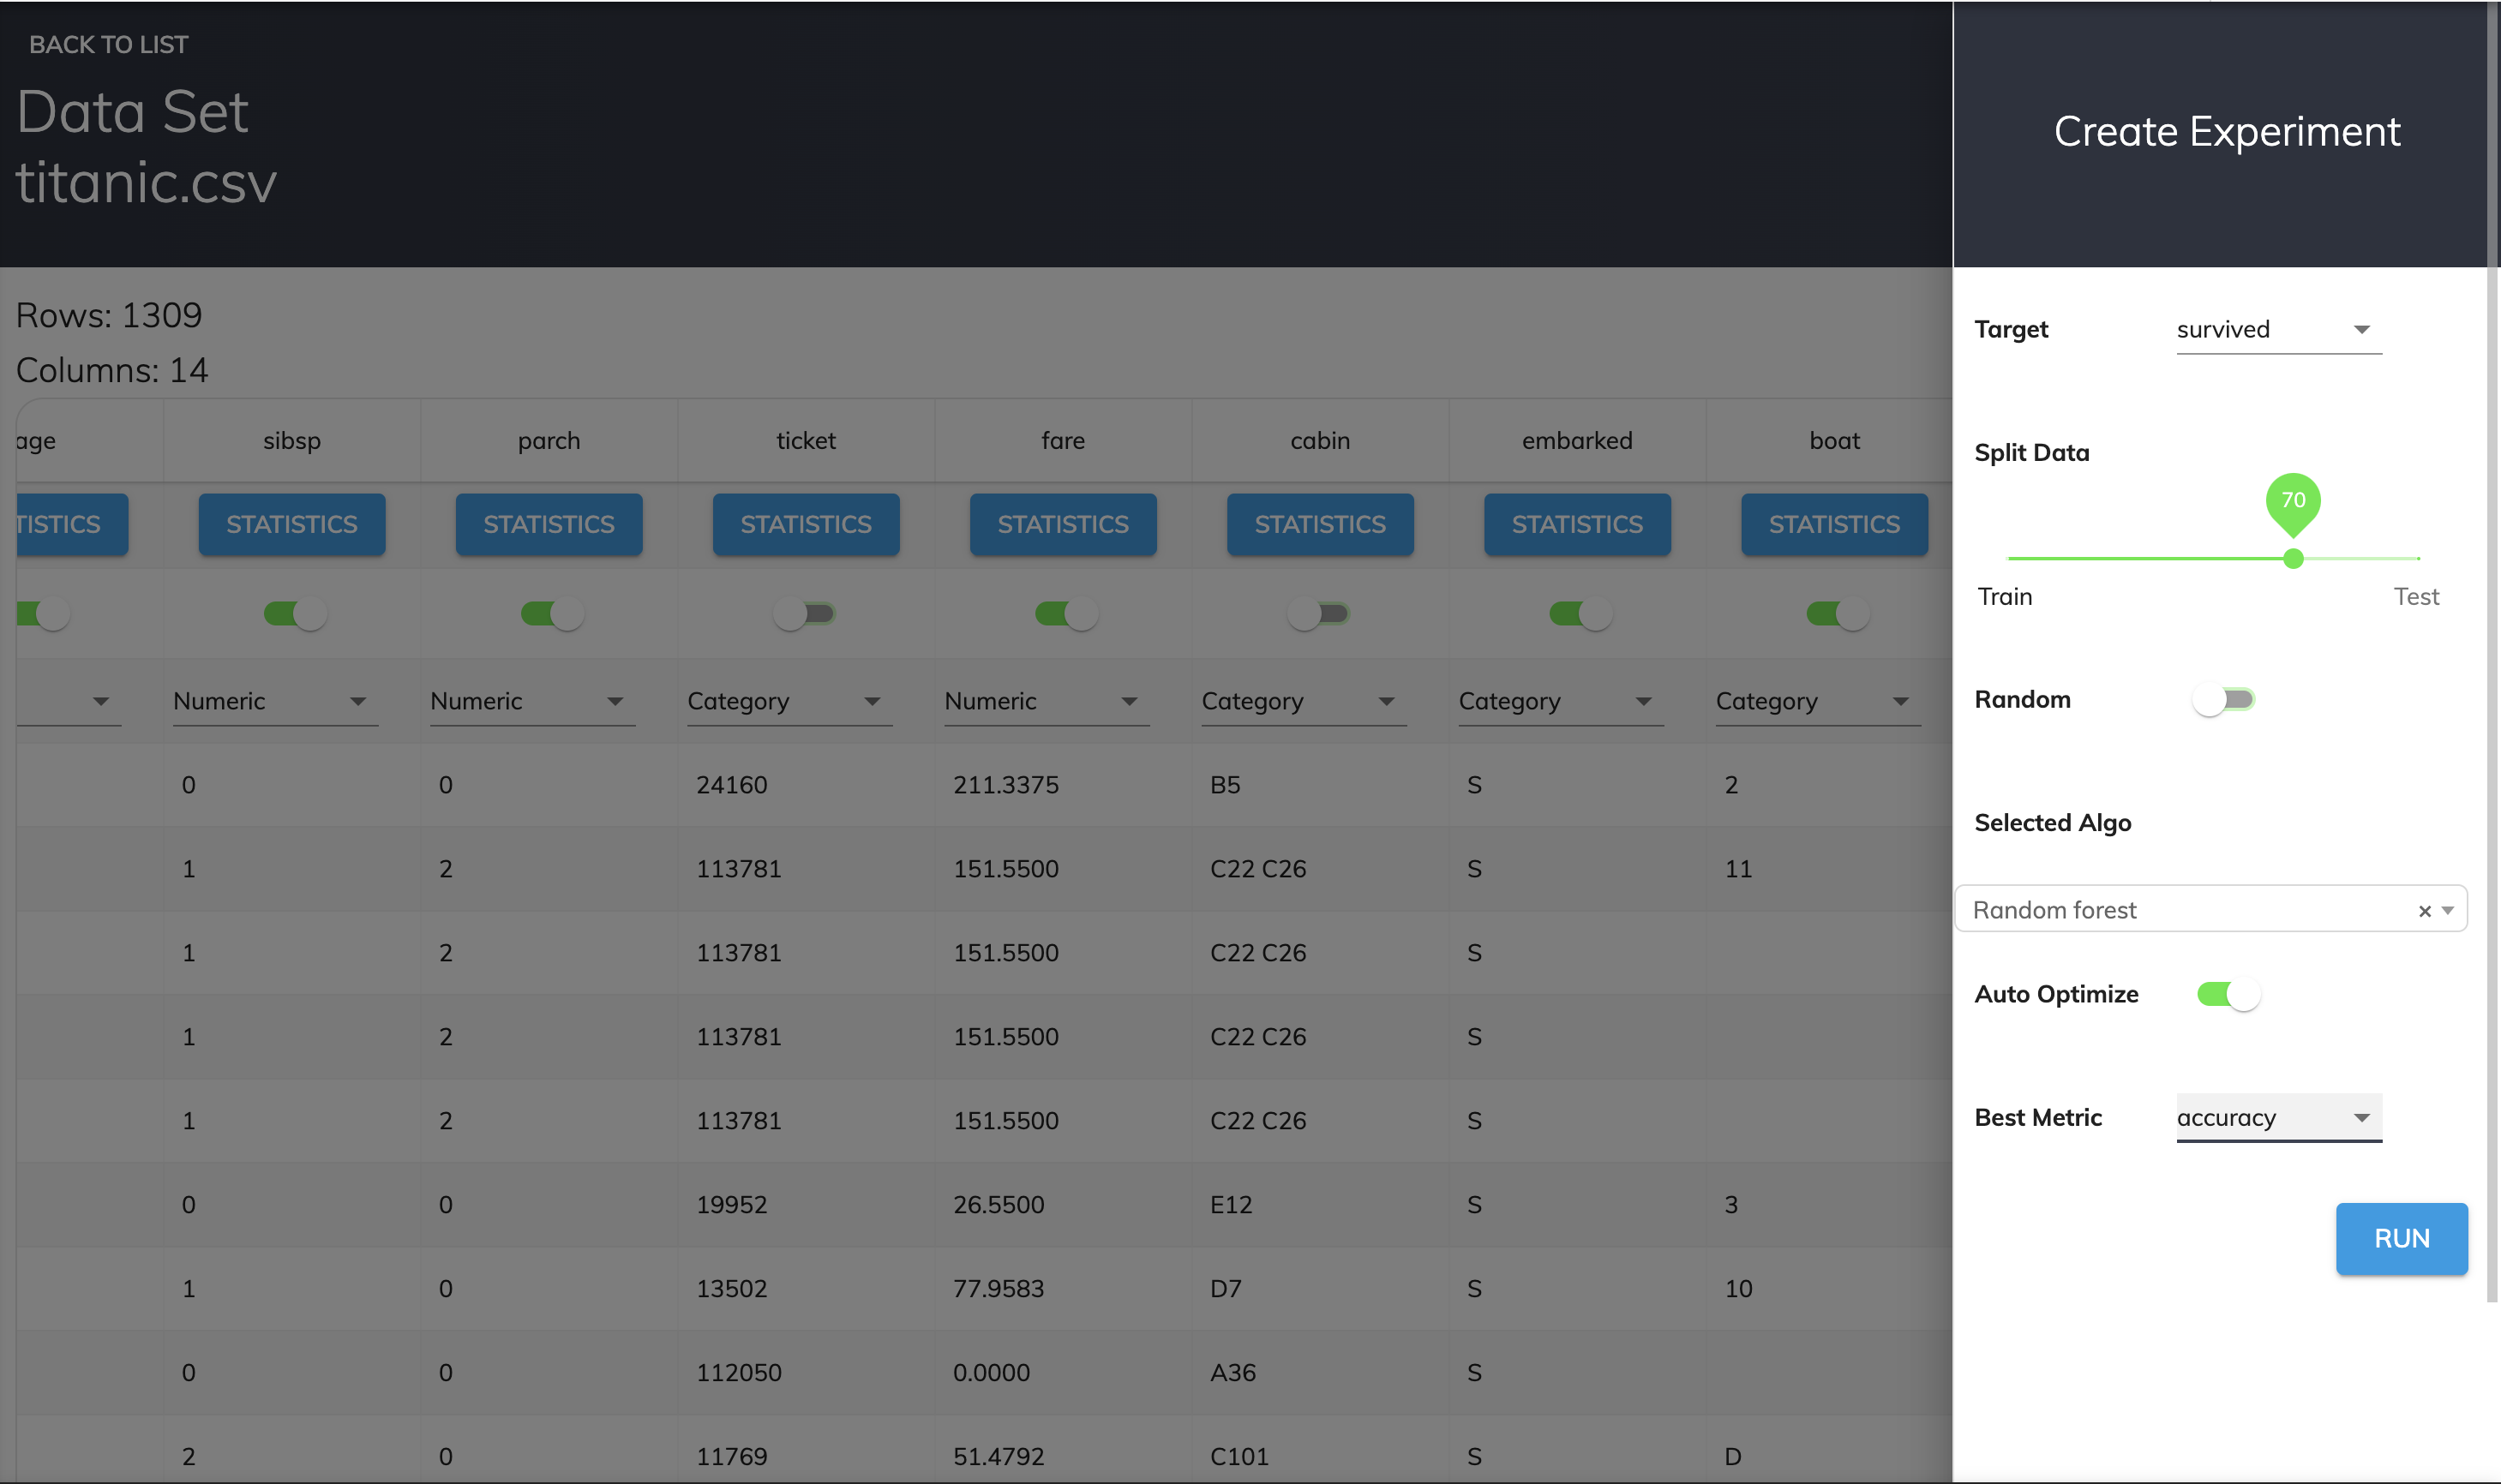 BACK TO LIST
Data Set
titanic.csv
Create Experiment
Rows: 1309
Columns: 14
age sibsp parch ticket fare cabin embarked boat
TISTICS STATISTICS STATISTICS STATISTICS STATISTICS STATISTICS STATISTICS STATISTICS
Numeric Numeric Category Numeric Category Category Category
0 0 24160 211.3375 B5 S 2
1 2 113781 151.5500 C22 C26 S 11
1 2 113781 151.5500 C22 C26 S
1 2 113781 151.5500 C22 C26 S
1 2 113781 151.5500 C22 C26 S
0 0 19952 26.5500 E12 S 3
1 0 13502 77.9583 D7 S 10
0 0 112050 0.0000 A36 S
2 0 11769 51.4792 C101 S D
Target survived
Split Data
70
Train Test
Random
Selected Algo
Random forest ×
Auto Optimize
Best Metric accuracy
RUN